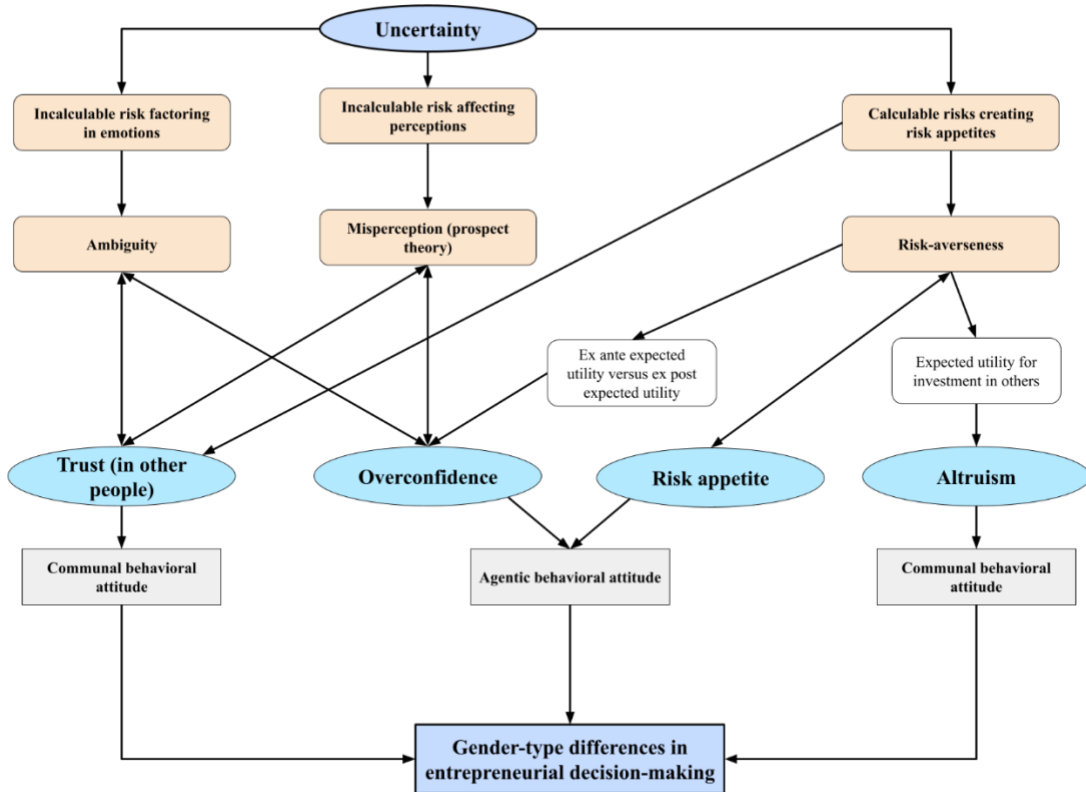 Uncertainty
Incalculable risk factoring
in emotions
Incalculable risk affecting
perceptions
Calculable risks creating
risk appetites
Ambiguity
Misperception (prospect
theory)
Risk-averseness
Ex ante expected
utility versus ex post
expected utility
Expected utility for
investment in others
Trust (in other
people)
Overconfidence
Risk appetite
Altruism
Communal behavioral
attitude
Agentic behavioral attitude
Communal behavioral
attitude
Gender-type differences in
entrepreneurial decision-making